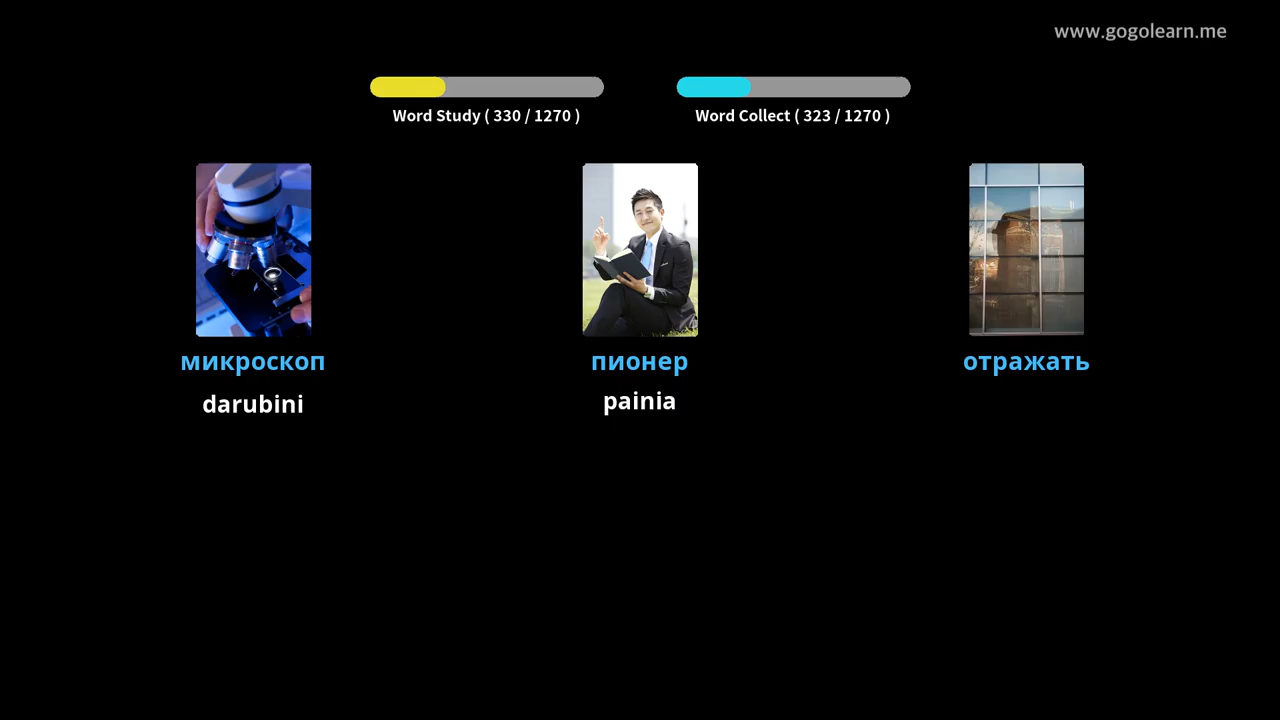 www.gogolearn.me
Word Study ( 330 / 1270 )
Word Collect ( 323 / 1270 )
микроскоп
пионер
отражать
darubini
painia